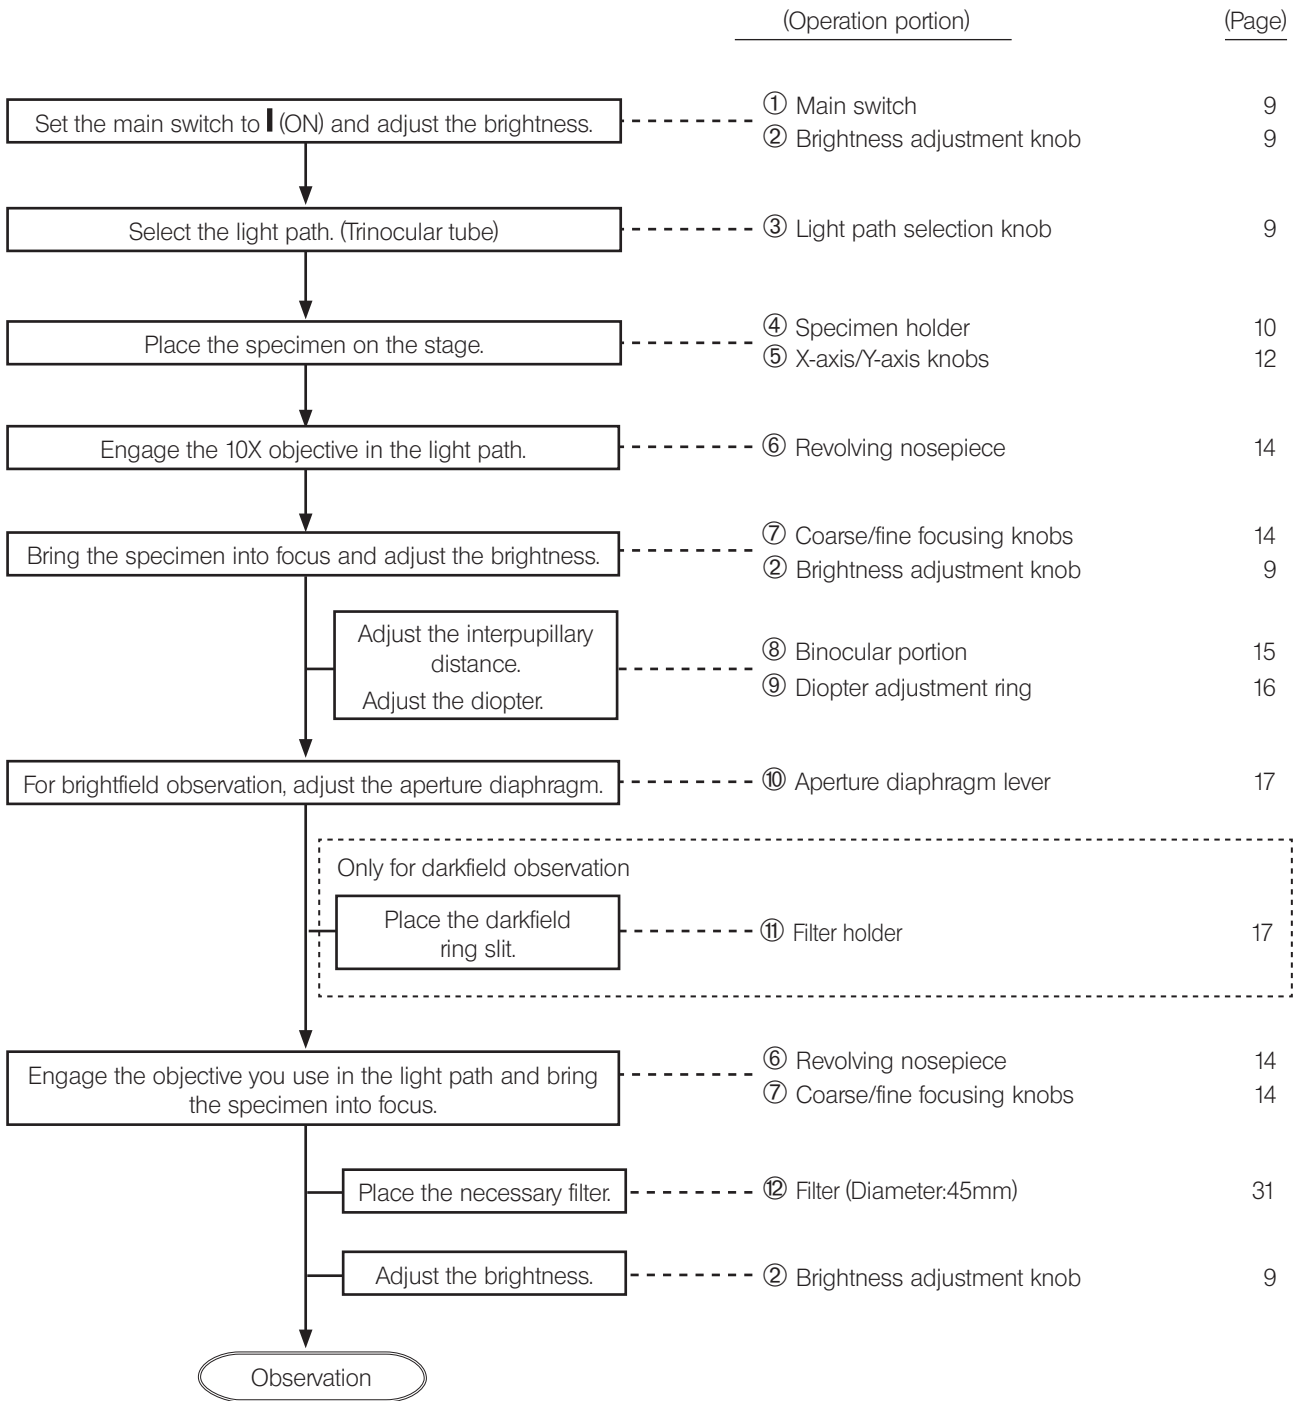 (Operation portion) (Page)
Set the main switch to I (ON) and adjust the brightness.
① Main switch 9
② Brightness adjustment knob 9
Select the light path. (Trinocular tube)
③ Light path selection knob 9
Place the specimen on the stage.
④ Specimen holder 10
⑤ X-axis/Y-axis knobs 12
Engage the 10X objective in the light path.
⑥ Revolving nosepiece 14
Bring the specimen into focus and adjust the brightness.
⑦ Coarse/fine focusing knobs 14
② Brightness adjustment knob 9
Adjust the interpupillary
distance.
Adjust the diopter.
⑧ Binocular portion 15
⑨ Diopter adjustment ring 16
For brightfield observation, adjust the aperture diaphragm.
⑩ Aperture diaphragm lever 17
Only for darkfield observation
Place the darkfield
ring slit.
⑪ Filter holder 17
Engage the objective you use in the light path and bring
the specimen into focus.
⑥ Revolving nosepiece 14
⑦ Coarse/fine focusing knobs 14
Place the necessary filter.
⑫ Filter (Diameter:45mm) 31
Adjust the brightness.
② Brightness adjustment knob 9
Observation